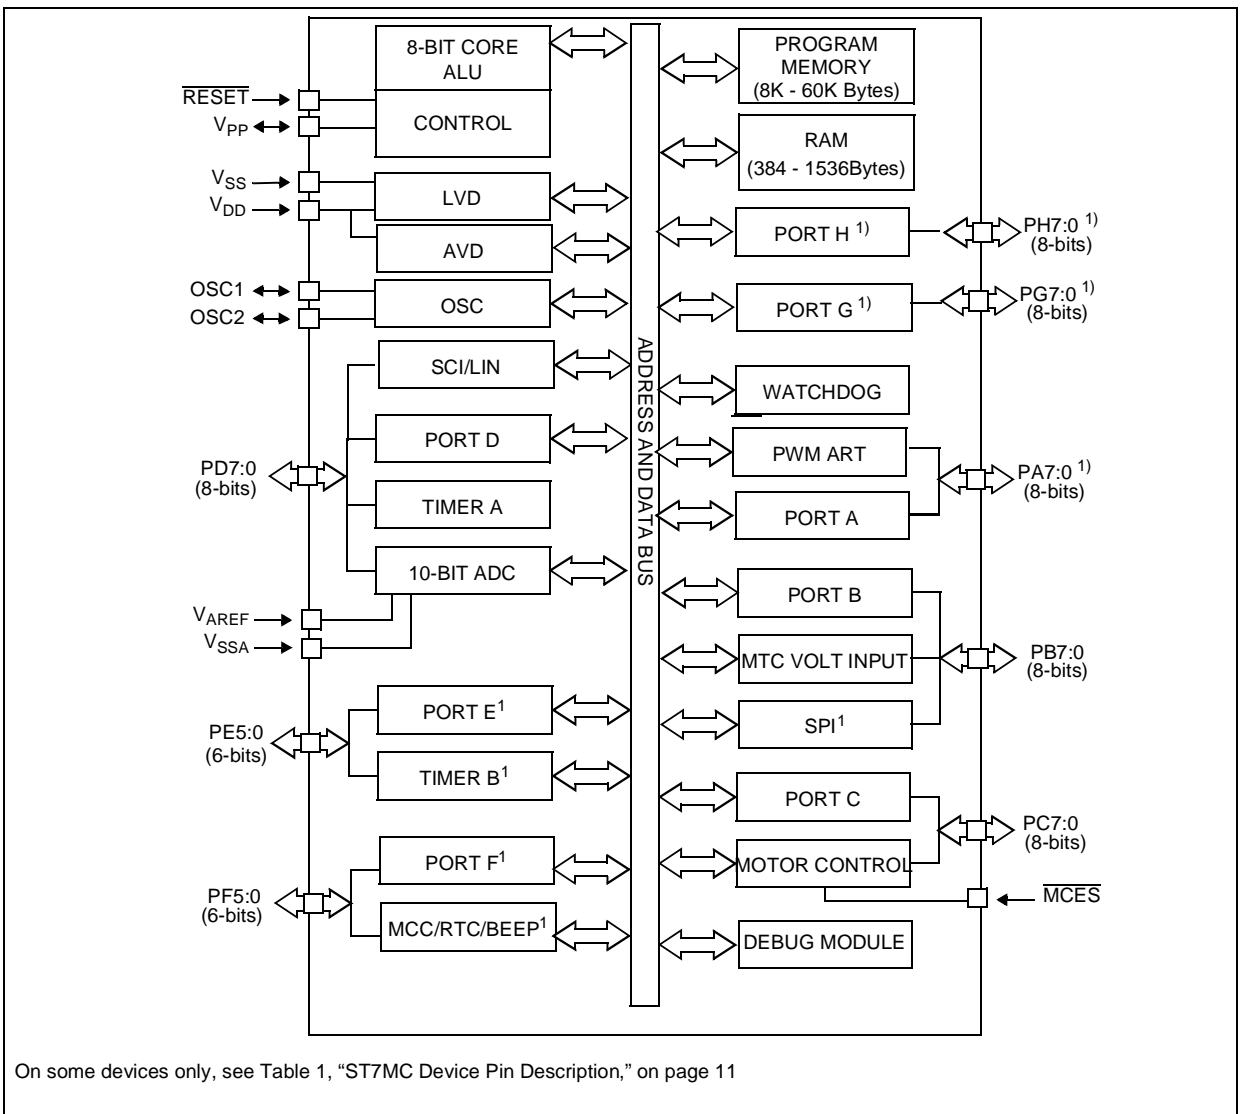 8-BIT CORE
ALU
CONTROL
RESET
VPP
VSS
VDD
LVD
AVD
OSC1
OSC2
OSC
SCI/LIN
PORT D
PD7:0
(8-bits)
TIMER A
10-BIT ADC
VAREF
VSSA
PORT E1
PE5:0
(6-bits)
TIMER B1
PORT F1
PF5:0
(6-bits)
MCC/RTC/BEEP1
ADDRESS AND DATA BUS
PROGRAM
MEMORY
(8K - 60K Bytes)
RAM
(384 - 1536Bytes)
PORT H 1)
PH7:0 1)
(8-bits)
PORT G 1)
PG7:0 1)
(8-bits)
WATCHDOG
PWM ART
PA7:0 1)
(8-bits)
PORT A
PORT B
MTC VOLT INPUT
PB7:0
(8-bits)
SPI1
PORT C
PC7:0
(8-bits)
MOTOR CONTROL
MCES
DEBUG MODULE
On some devices only, see Table 1, “ST7MC Device Pin Description,” on page 11